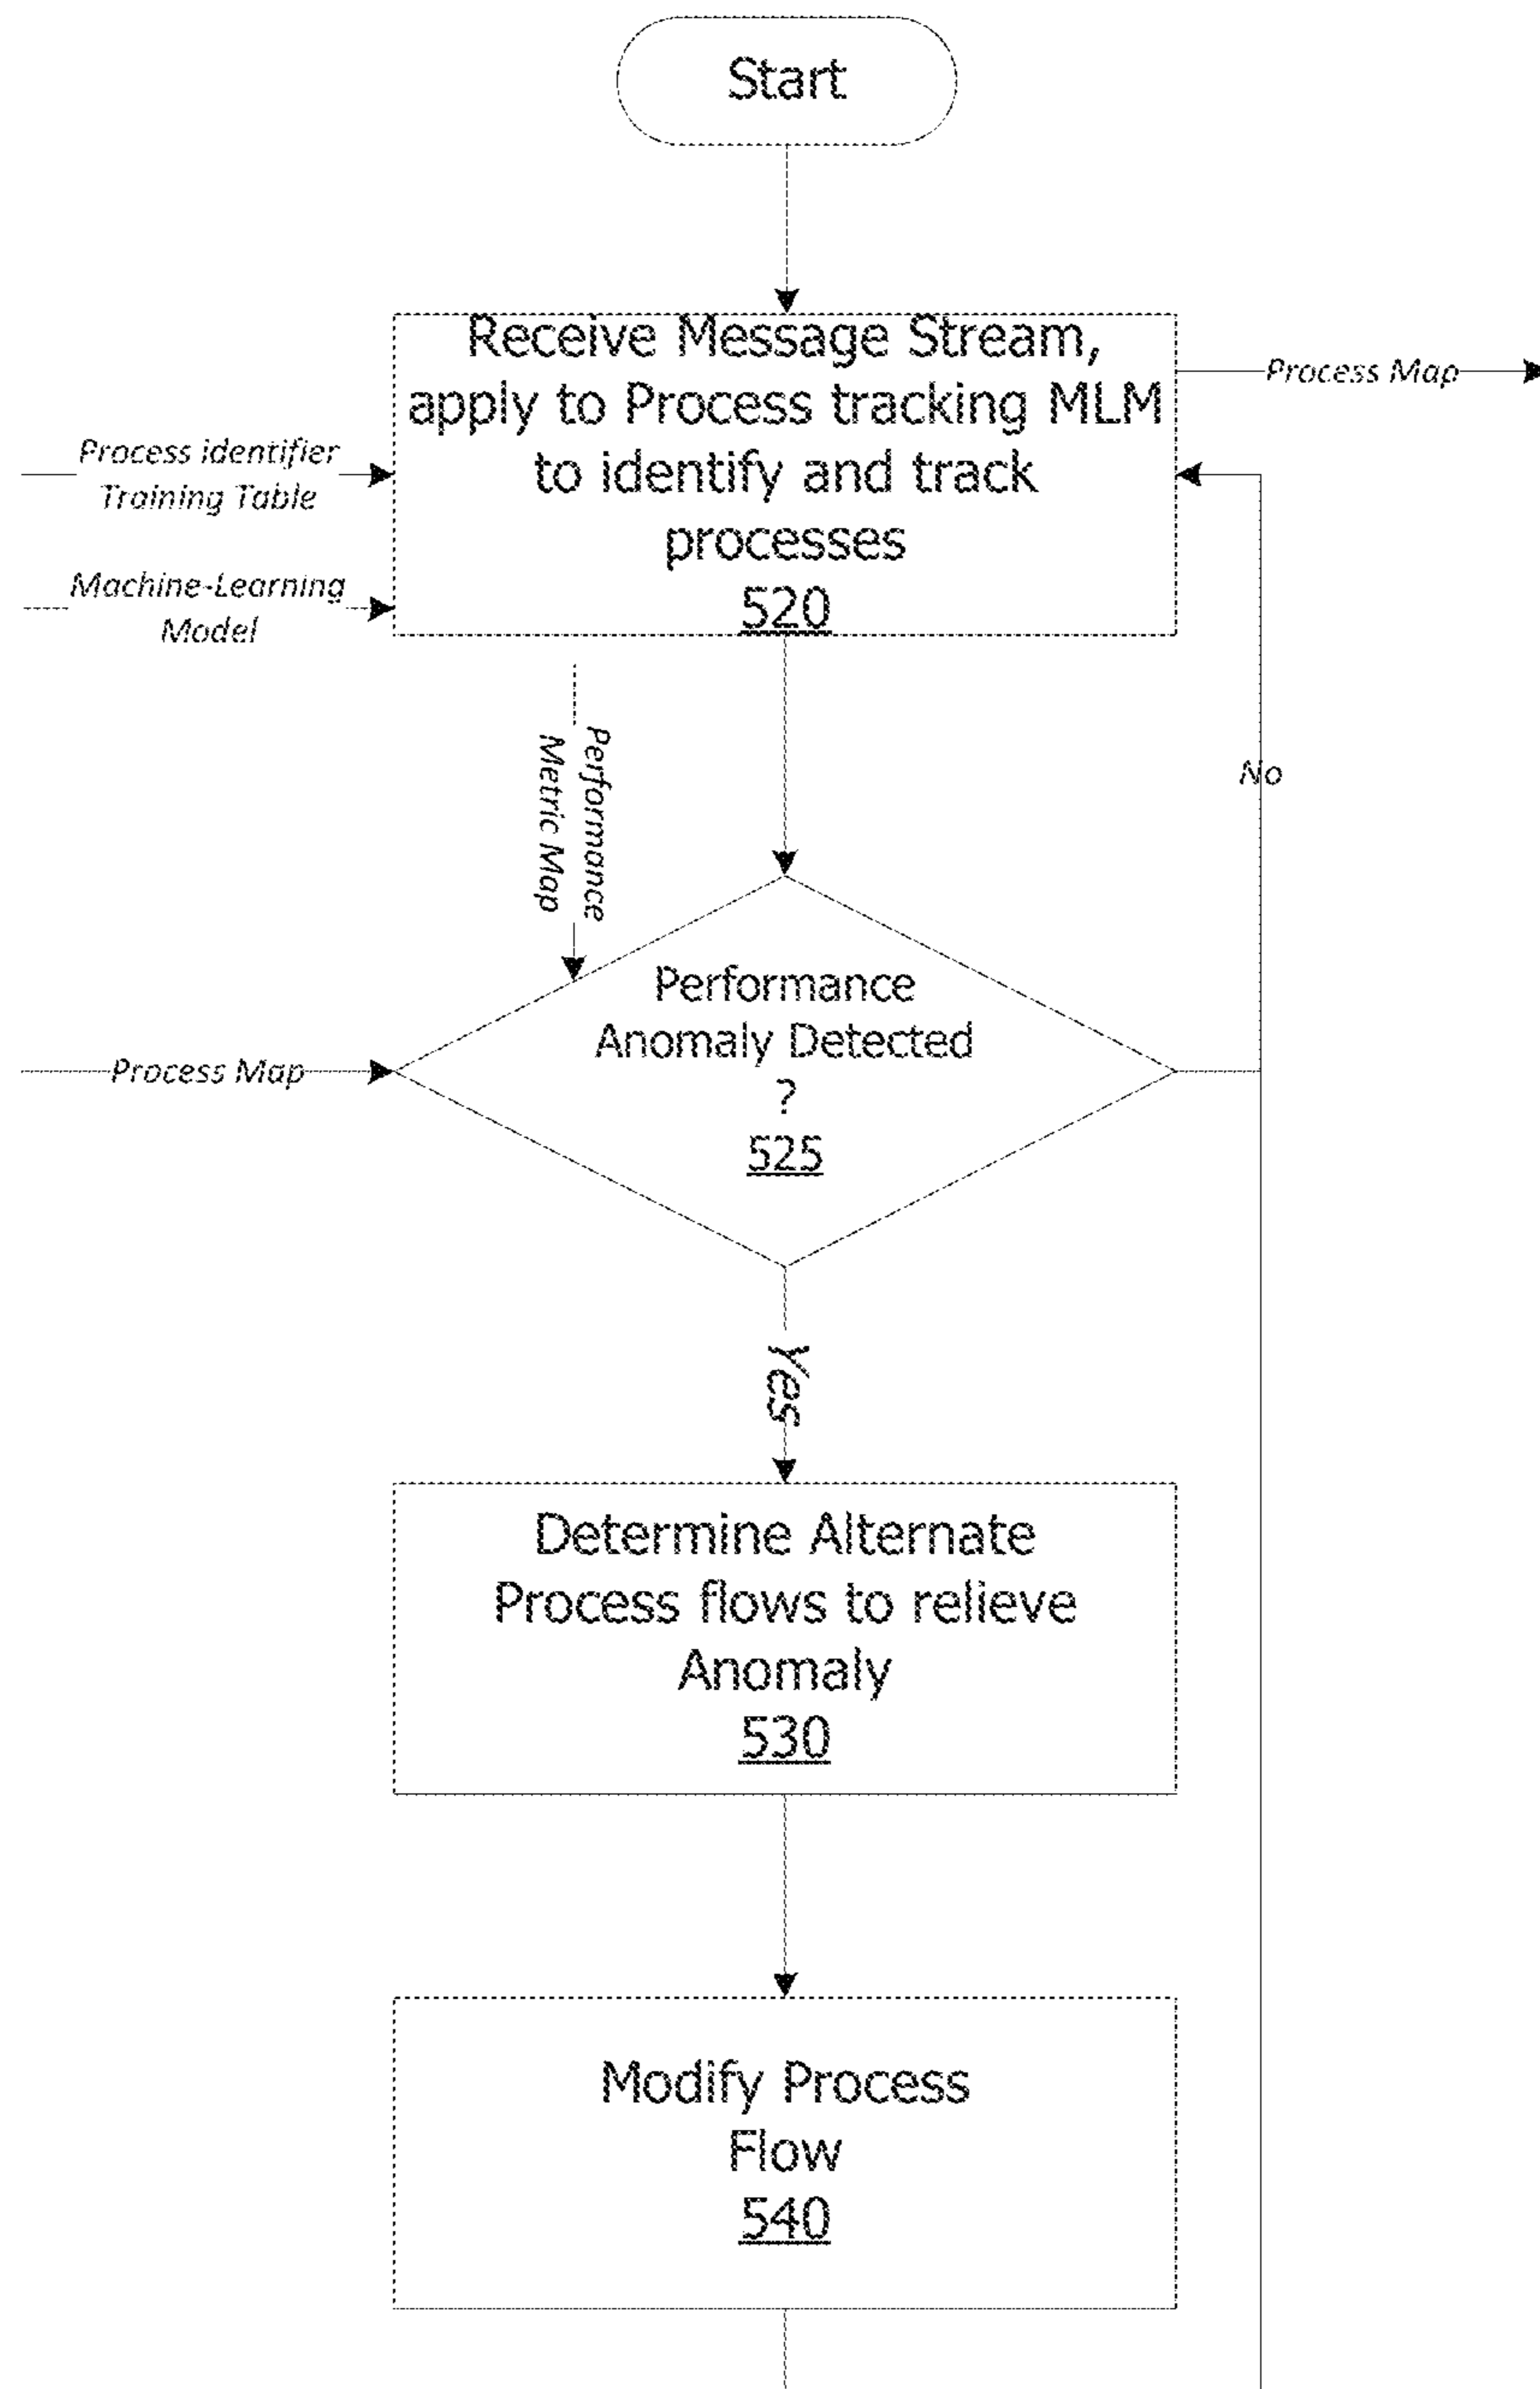 Start
Receive Message Stream,
apply to Process tracking MLM
to identify and track
processes
520
Process Map
Process identifier
Training Table
Machine-Learning
Model
Performance
Metric Map
No
Performance
Anomaly Detected
?
525
Process Map
Yes
Determine Alternate
Process flows to relieve
Anomaly
530
Modify Process
Flow
540